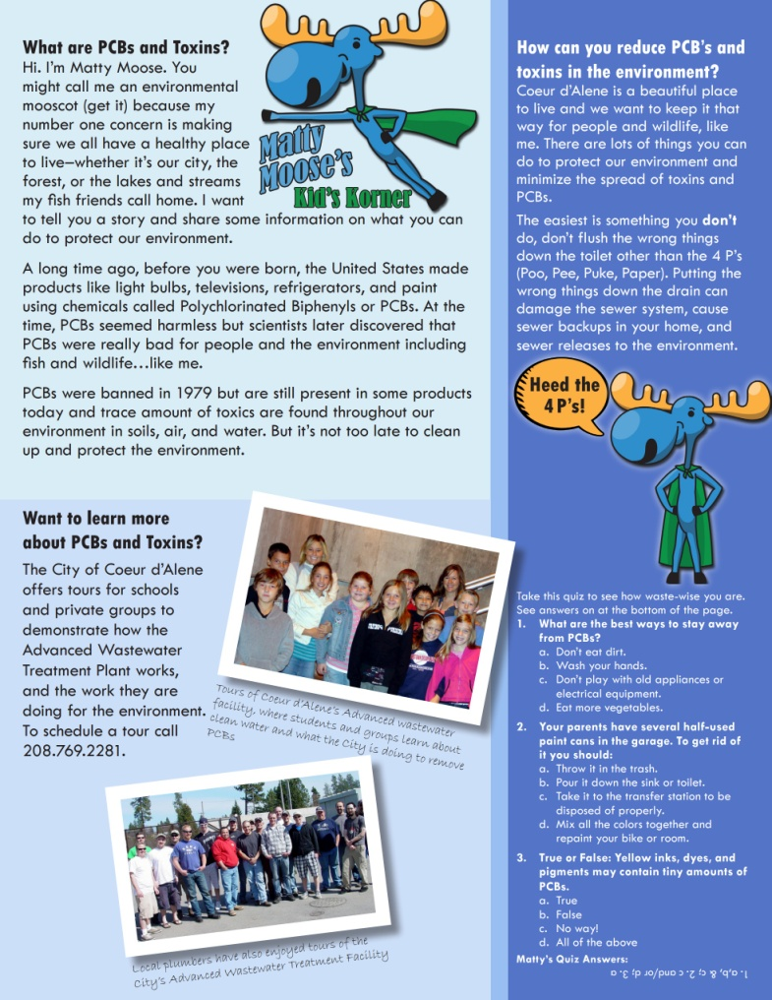 What are PCBs and Toxins?
Hi. I'm Matty Moose. You
might call me an environmental
mooscot (get it) because my
number one concern is making
sure we all have a healthy place
to live—whether it's our city, the
forest, or the lakes and streams
my fish friends call home. I want
to tell you a story and share some information on what you can
do to protect our environment.
Matty
Moose's
Kid's Korner
A long time ago, before you were born, the United States made
products like light bulbs, televisions, refrigerators, and paint
using chemicals called Polychlorinated Biphenyls or PCBs. At the
time, PCBs seemed harmless but scientists later discovered that
PCBs were really bad for people and the environment including
fish and wildlife…like me.
PCBs were banned in 1979 but are still present in some products
today and trace amount of toxics are found throughout our
environment in soils, air, and water. But it's not too late to clean
up and protect the environment.
Want to learn more
about PCBs and Toxins?
The City of Coeur d'Alene
offers tours for schools
and private groups to
demonstrate how the
Advanced Wastewater
Treatment Plant works,
and the work they are
doing for the environment.
To schedule a tour call
208.769.2281.
Tours of Coeur d'Alene's Advanced wastewater
facility, where students and groups learn about
clean water and what the City is doing to remove
PCBs
Local plumbers have also enjoyed tours of the
City's Advanced Wastewater Treatment Facility
How can you reduce PCB's and
toxins in the environment?
Coeur d'Alene is a beautiful place
to live and we want to keep it that
way for people and wildlife, like
me. There are lots of things you can
do to protect our environment and
minimize the spread of toxins and
PCBs.
The easiest is something you don't
do, don't flush the wrong things
down the toilet other than the 4 P's
(Poo, Pee, Puke, Paper). Putting the
wrong things down the drain can
damage the sewer system, cause
sewer backups in your home, and
sewer releases to the environment.
Heed the
4 P's!
Take this quiz to see how waste-wise you are.
See answers on at the bottom of the page.
1. What are the best ways to stay away
from PCBs?
a. Don't eat dirt.
b. Wash your hands.
c. Don't play with old appliances or
electrical equipment.
d. Eat more vegetables.
2. Your parents have several half-used
paint cans in the garage. To get rid of
it you should:
a. Throw it in the trash.
b. Pour it down the sink or toilet.
c. Take it to the transfer station to be
disposed of properly.
d. Mix all the colors together and
repaint your bike or room.
3. True or False: Yellow inks, dyes, and
pigments may contain tiny amounts of
PCBs.
a. True
b. False
c. No way!
d. All of the above
Matty's Quiz Answers:
1. a,b, & c; 2. c and/or d; 3. a